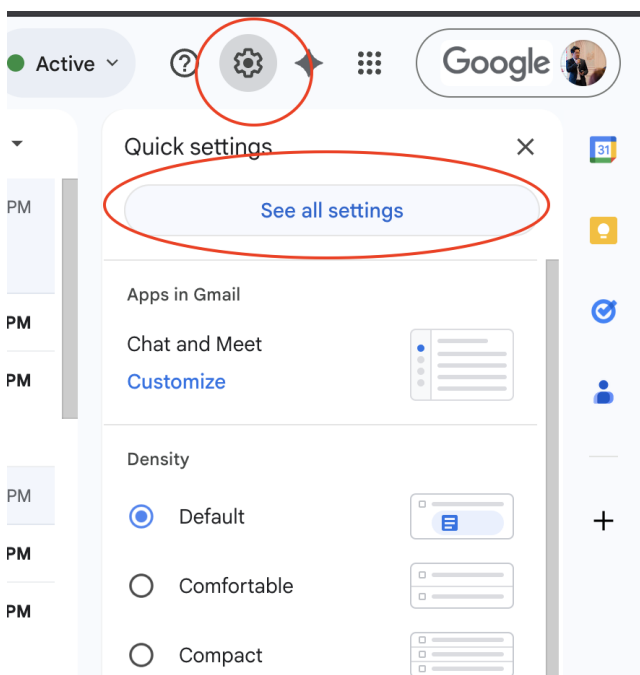 Active
Google
Quick settings
31
PM
See all settings
Apps in Gmail
PM
Chat and Meet
PM
Customize
Density
PM
Default
PM
Comfortable
PM
Compact